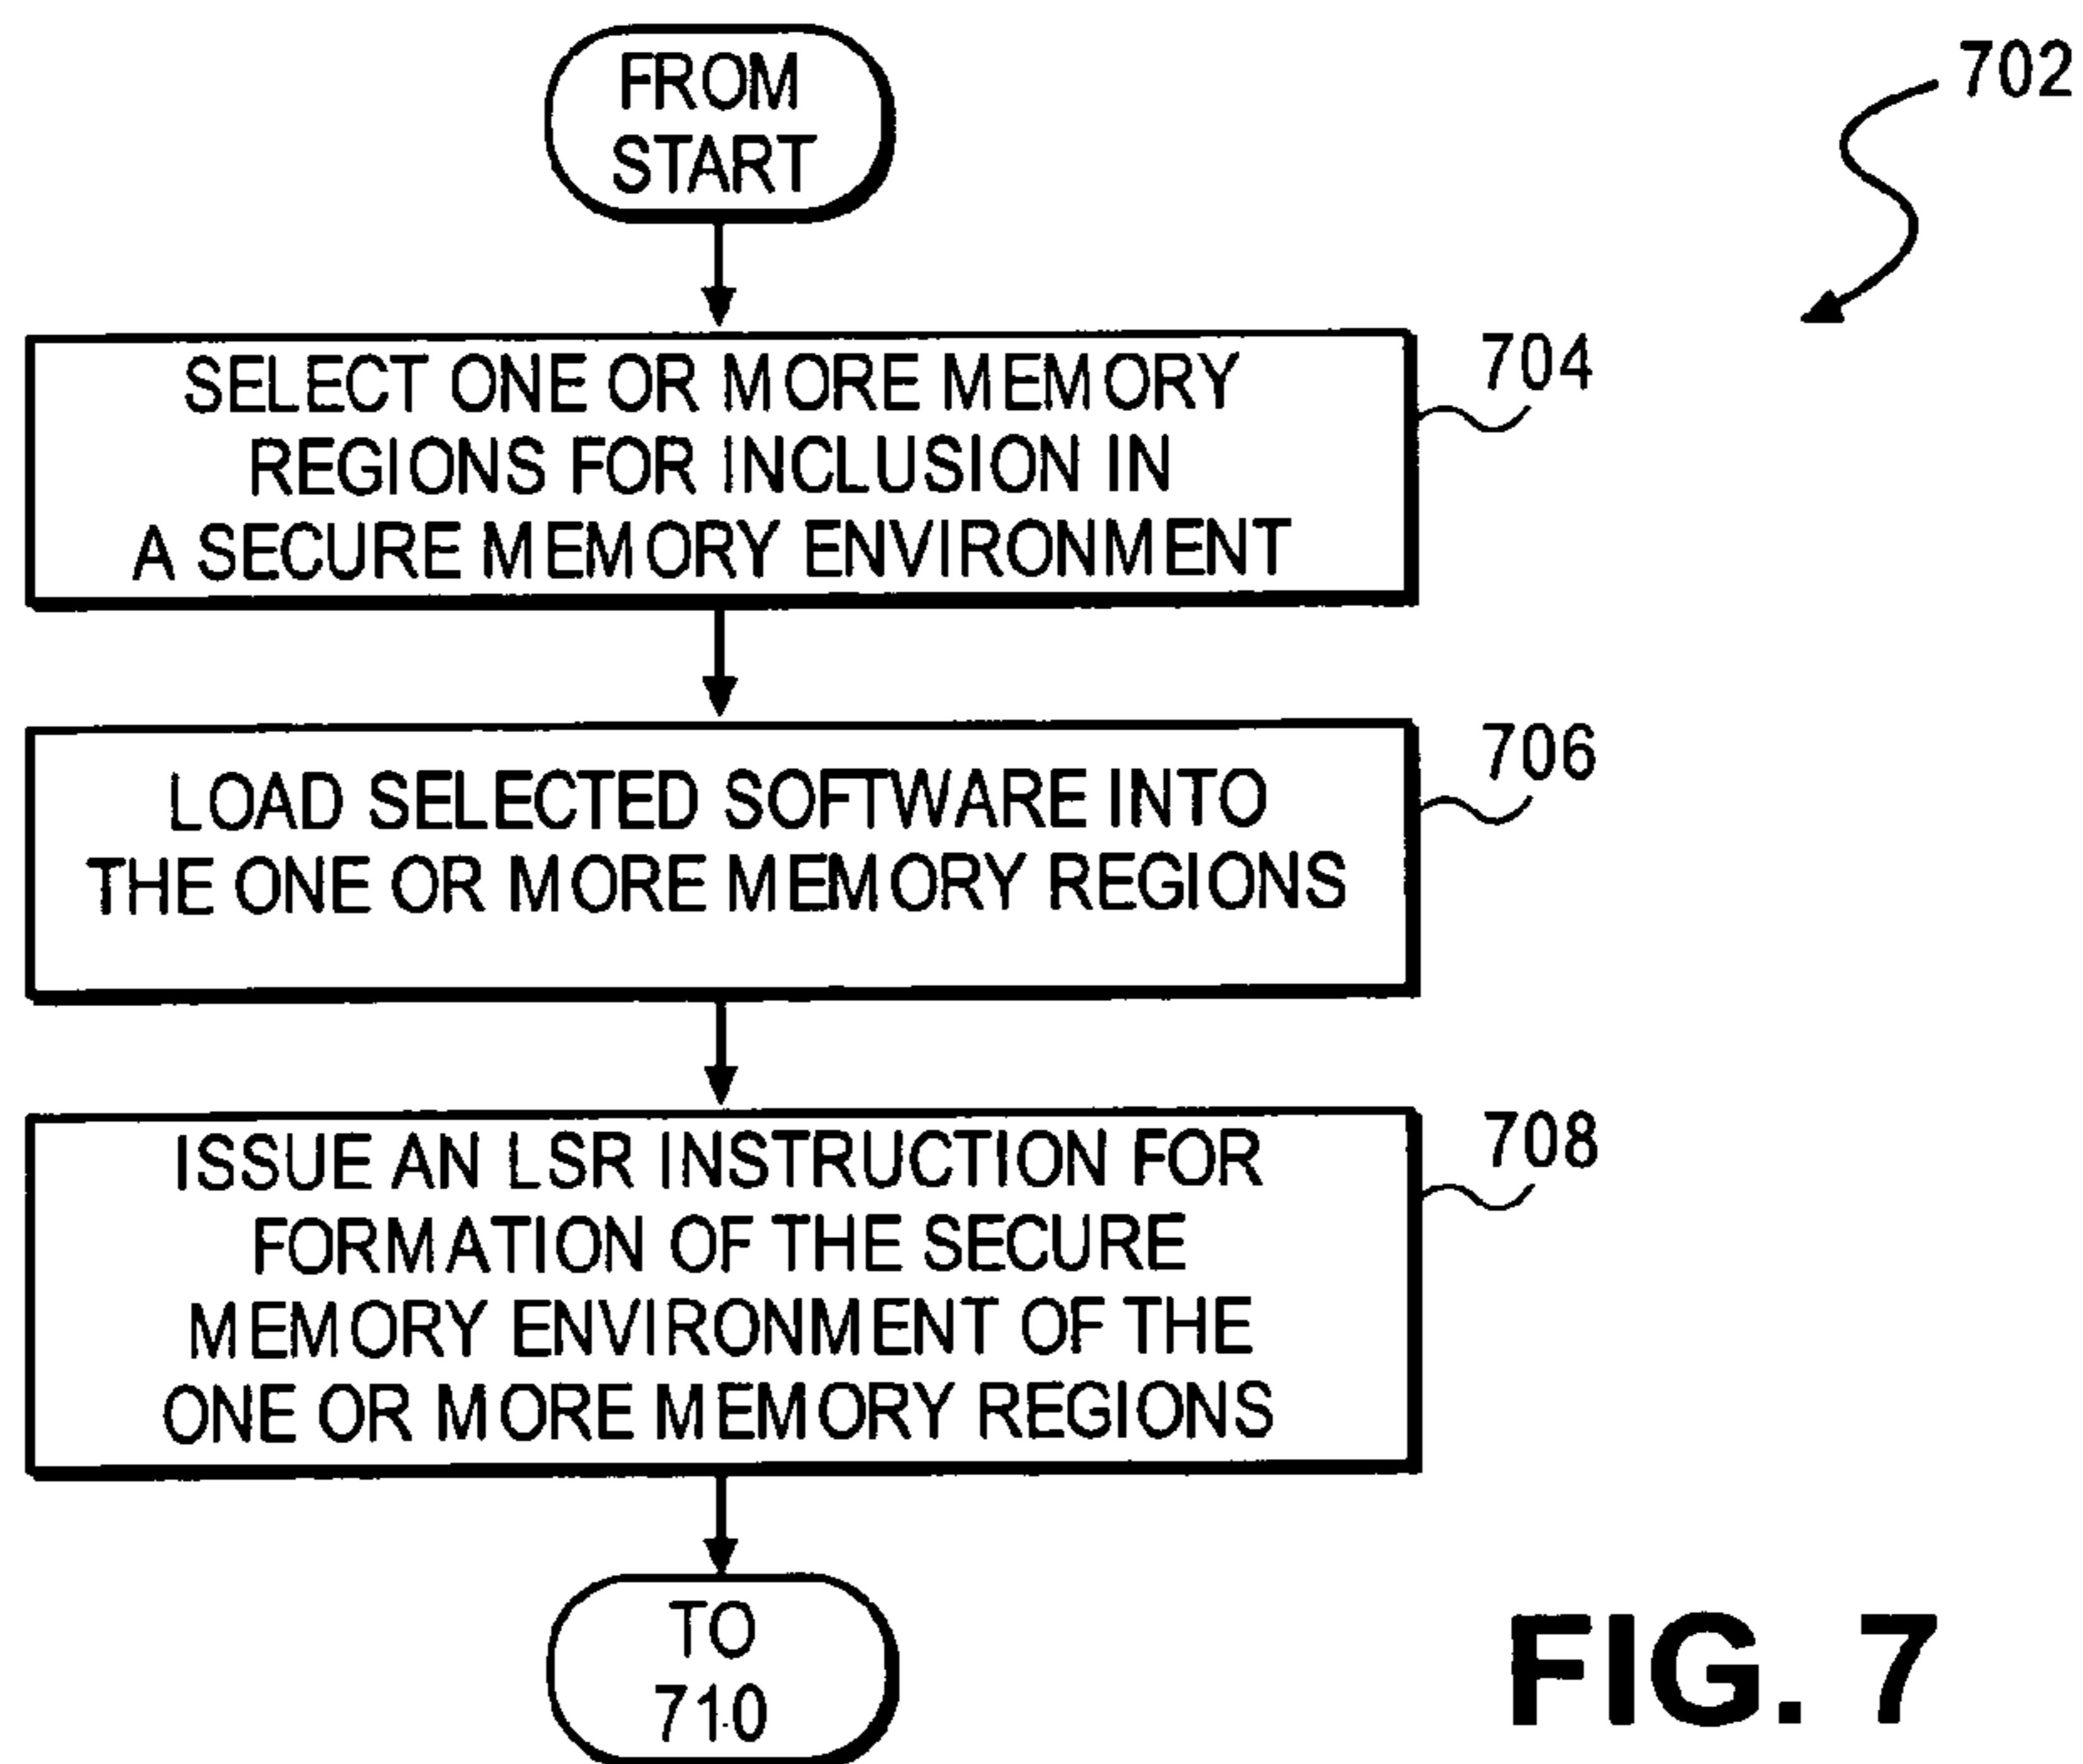 FROM
START
702
SELECT ONE OR MORE MEMORY
REGIONS FOR INCLUSION IN
A SECURE MEMORY ENVIRONMENT
704
LOAD SELECTED SOFTWARE INTO
THE ONE OR MORE MEMORY REGIONS
706
ISSUE AN LSR INSTRUCTION FOR
FORMATION OF THE SECURE
MEMORY ENVIRONMENT OF THE
ONE OR MORE MEMORY REGIONS
708
TO
710
FIG. 7